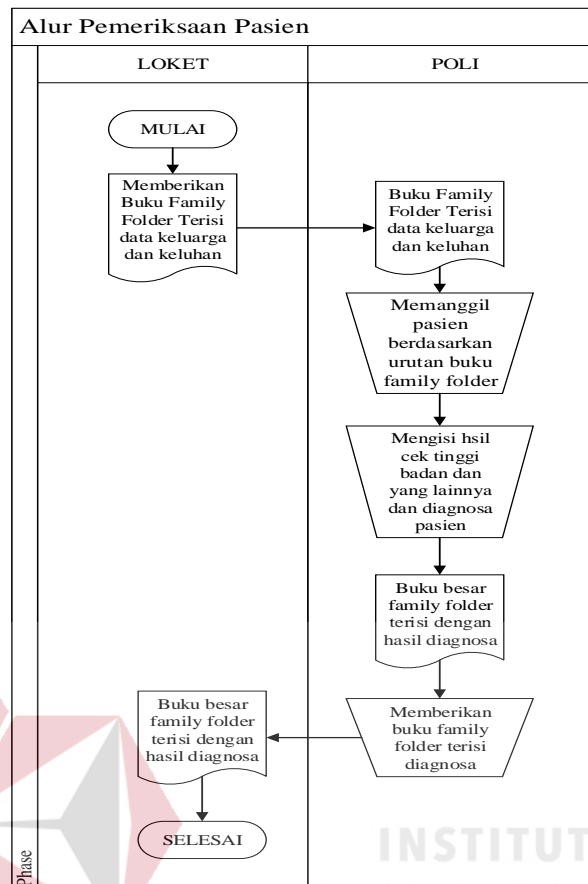 Alur Pemeriksaan Pasien
LOKET
POLI
MULAI
Memberikan
Buku Family
Folder Terisi
data keluarga
dan keluhan
Buku Family
Folder Terisi
data keluarga
dan keluhan
Memanggil
pasien
berdasarkan
urutan buku
family folder
Mengisi hsil
cek tinggi
badan dan
yang lainnya
dan diagnosa
pasien
Buku besar
family folder
terisi dengan
hasil diagnosa
Memberikan
buku family
folder terisi
diagnosa
Buku besar
family folder
terisi dengan
hasil diagnosa
SELESAI
Phase
INSTITUT